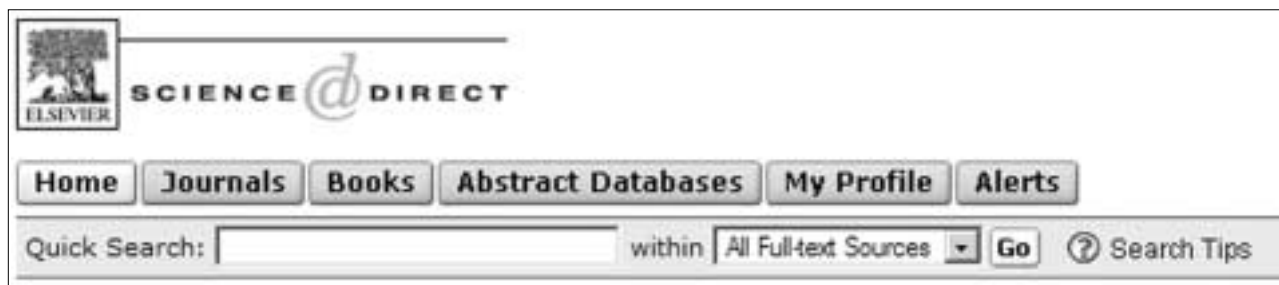 ELSEVIER
SCIENCE @ DIRECT
Home Journals Books Abstract Databases My Profile Alerts
Quick Search: within All Full-text Sources Go ? Search Tips